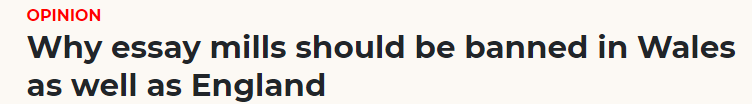 OPINION
Why essay mills should be banned in Wales
as well as England